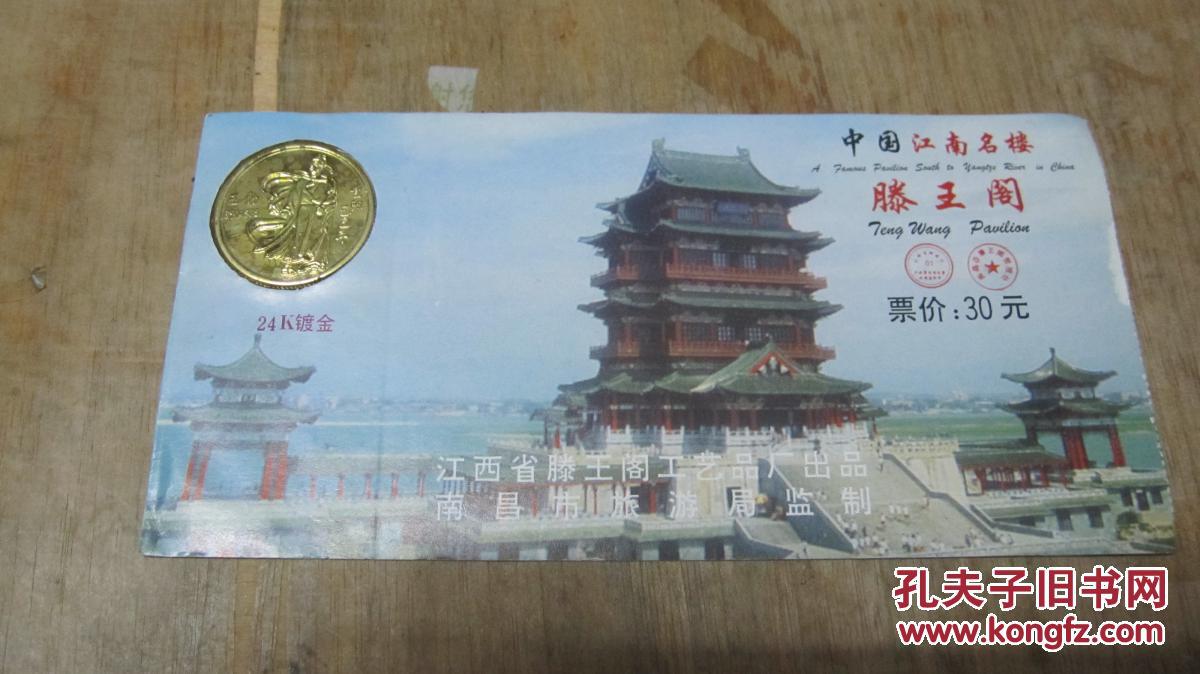 中国江南名楼
A Famous Pavilion South to Yangtze River in China
滕王阁
Teng Wang Pavilion
01
票价:30元
24K镀金
江西省滕王阁工艺品厂出品
南昌市旅游局监制
孔夫子旧书网
www.kongfz.com